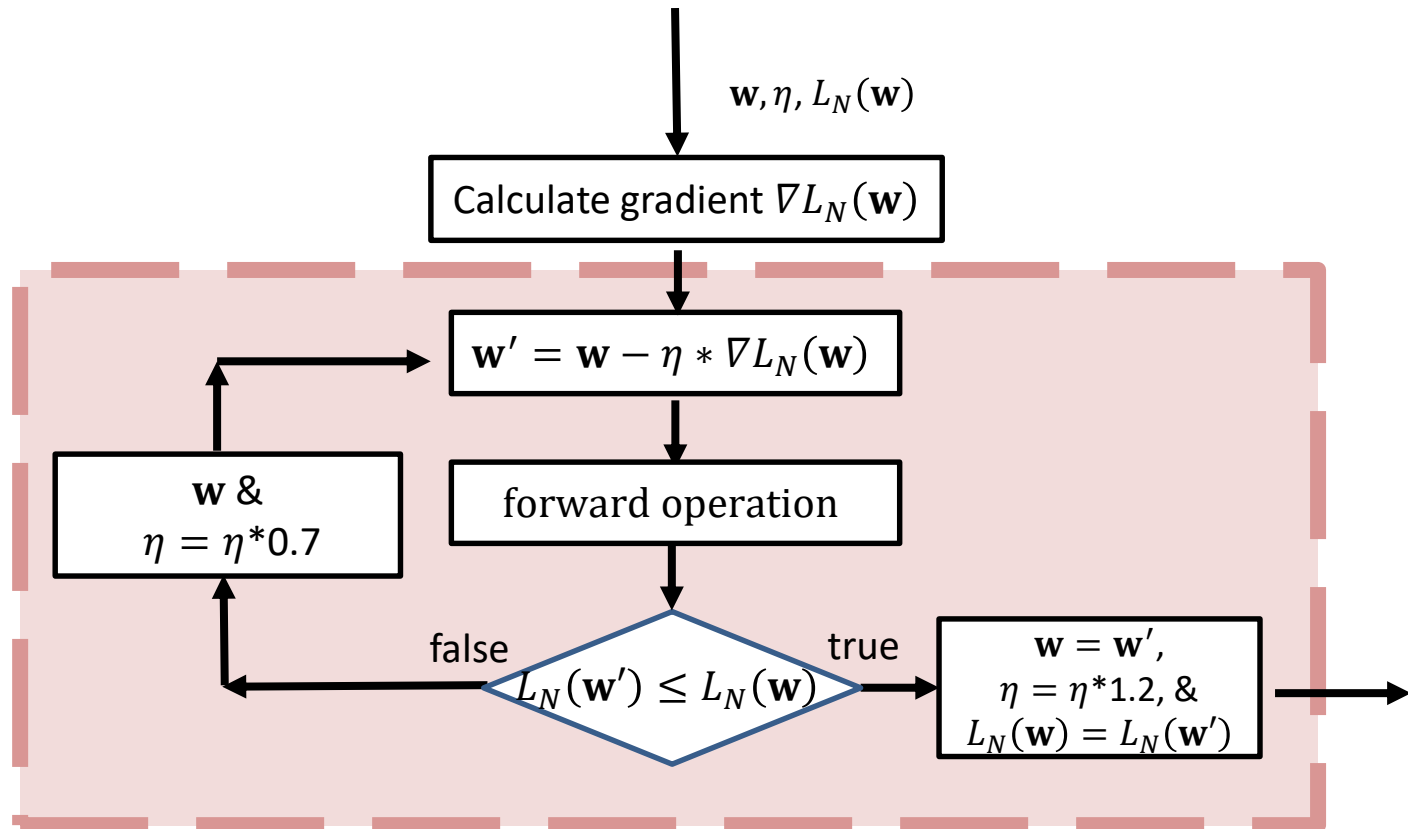 𝐰, 𝜂, 𝐿_𝑁(𝐰)
Calculate gradient 𝛻𝐿_𝑁(𝐰)
𝐰′ = 𝐰 − 𝜂 ∗ 𝛻𝐿_𝑁(𝐰)
forward operation
𝐰 &
𝜂 = 𝜂*0.7
false
true
𝐿_𝑁(𝐰′) ≤ 𝐿_𝑁(𝐰)
𝐰 = 𝐰′,
𝜂 = 𝜂*1.2, &
𝐿_𝑁(𝐰) = 𝐿_𝑁(𝐰′)